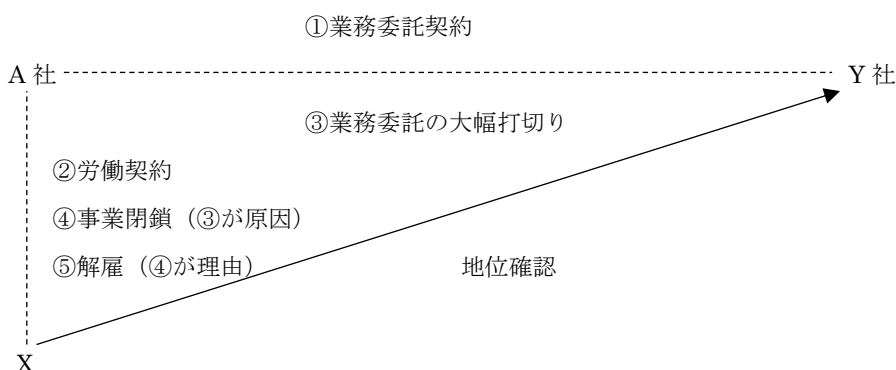 ①業務委託契約
A 社
Y 社
③業務委託の大幅打切り
②労働契約
④事業閉鎖（③が原因）
⑤解雇（④が理由）
地位確認
X